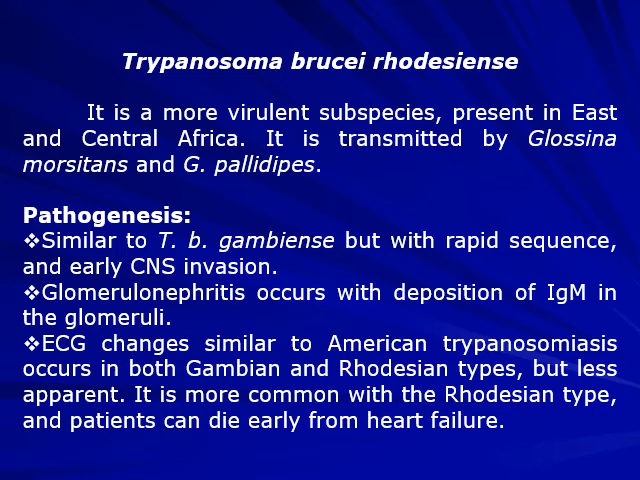 Trypanosoma brucei rhodesiense
It is a more virulent subspecies, present in East
and Central Africa. It is transmitted by Glossina
morsitans and G. pallidipes.
Pathogenesis:
❖Similar to T. b. gambiense but with rapid sequence,
and early CNS invasion.
❖Glomerulonephritis occurs with deposition of IgM in
the glomeruli.
❖ECG changes similar to American trypanosomiasis
occurs in both Gambian and Rhodesian types, but less
apparent. It is more common with the Rhodesian type,
and patients can die early from heart failure.